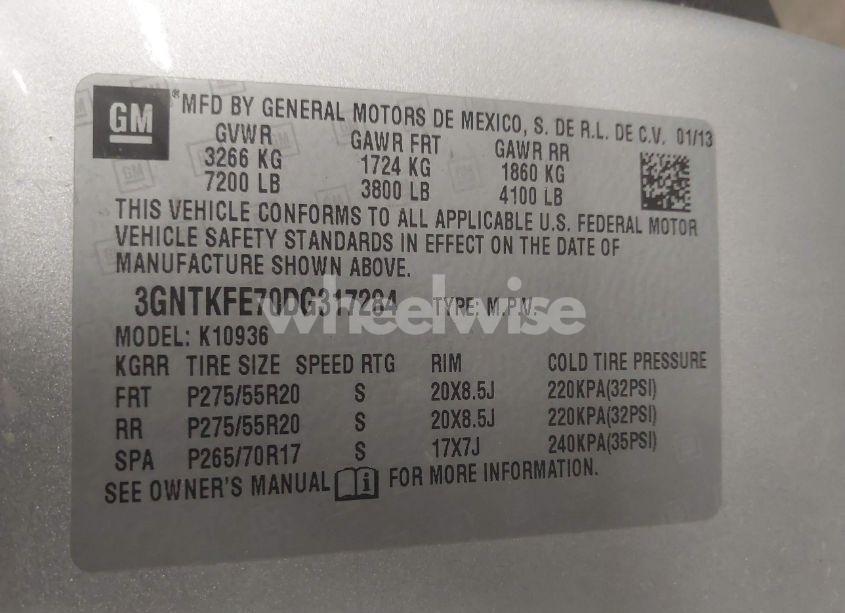 GM
® MFD BY GENERAL MOTORS DE MEXICO, S. DE R.L. DE C.V. 01/13
GVWR GAWR FRT GAWR RR
3266 KG 1724 KG 1860 KG
7200 LB 3800 LB 4100 LB
THIS VEHICLE CONFORMS TO ALL APPLICABLE U.S. FEDERAL MOTOR
VEHICLE SAFETY STANDARDS IN EFFECT ON THE DATE OF
MANUFACTURE SHOWN ABOVE.
3GNTKFE70DG317264 TYPE: M.P.V.
wheelwise
MODEL: K10936
KGRR TIRE SIZE SPEED RTG RIM COLD TIRE PRESSURE
FRT P275/55R20 S 20X8.5J 220KPA(32PSI)
RR P275/55R20 S 20X8.5J 220KPA(32PSI)
SPA P265/70R17 S 17X7J 240KPA(35PSI)
SEE OWNER'S MANUAL i FOR MORE INFORMATION.